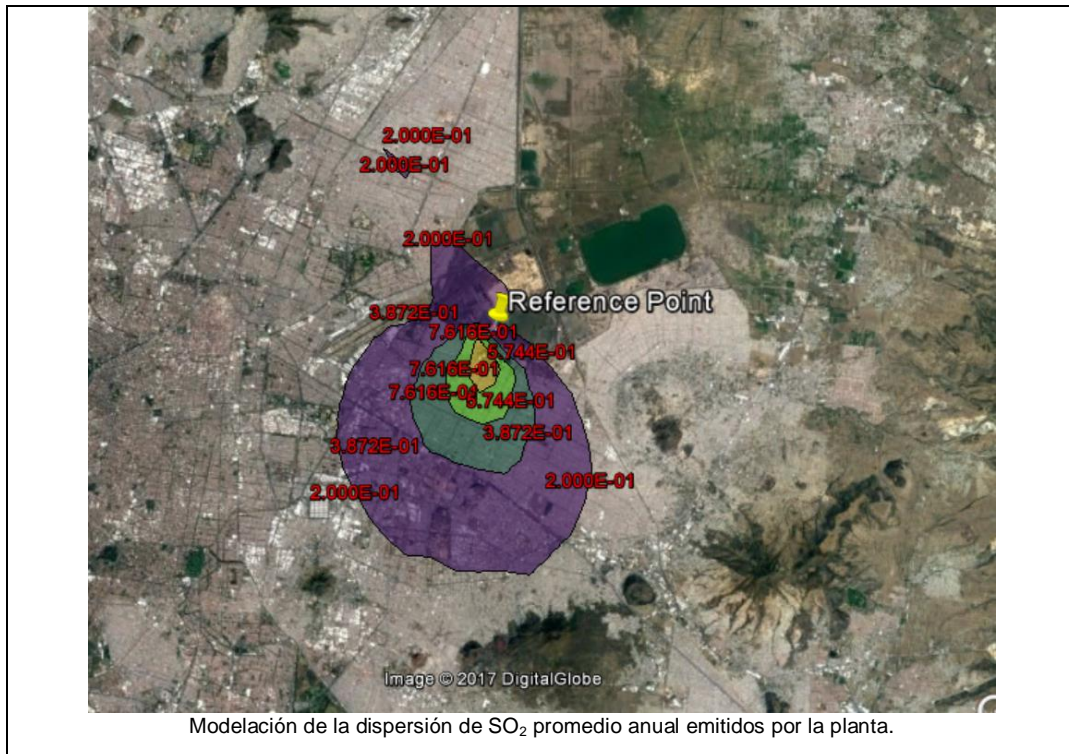 2.000E-01
2.000E-01
2.000E-01
Reference Point
3.872E-01
7.616E-01
5.744E-01
7.616E-01
7.616E-01
5.744E-01
3.872E-01
3.872E-01
2.000E-01
2.000E-01
Image © 2017 DigitalGlobe
Modelación de la dispersión de SO₂ promedio anual emitidos por la planta.